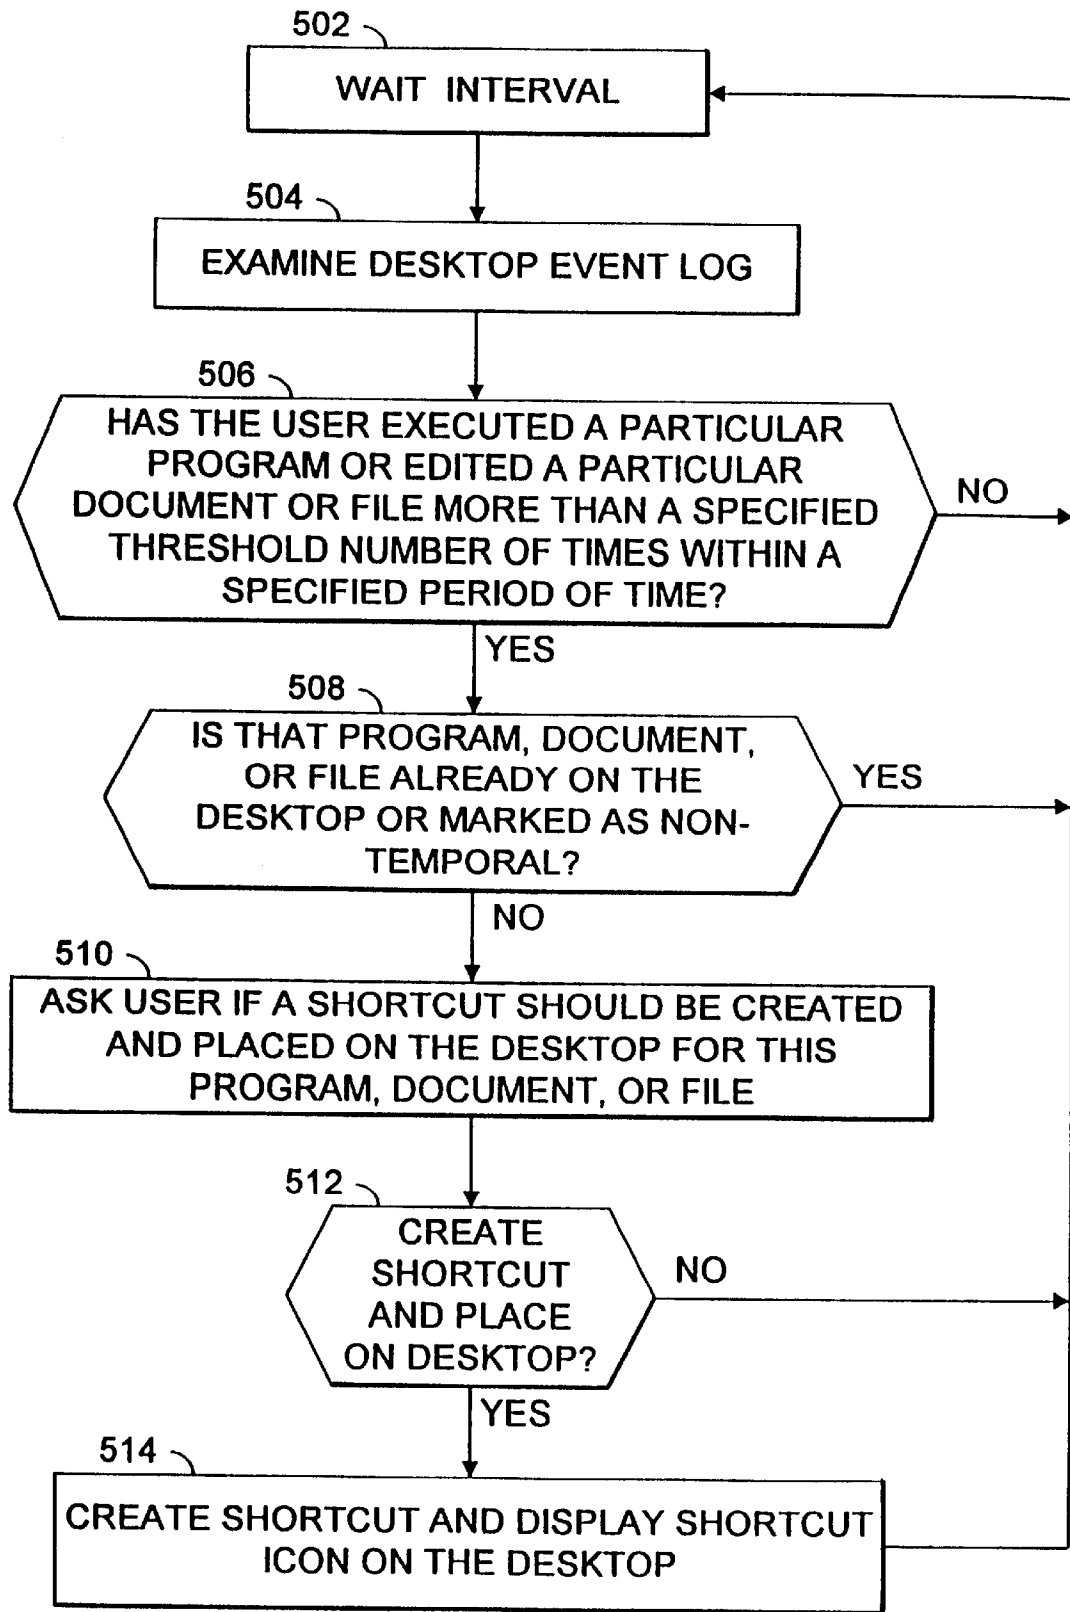 502
WAIT INTERVAL
504
EXAMINE DESKTOP EVENT LOG
506
HAS THE USER EXECUTED A PARTICULAR
PROGRAM OR EDITED A PARTICULAR
DOCUMENT OR FILE MORE THAN A SPECIFIED
THRESHOLD NUMBER OF TIMES WITHIN A
SPECIFIED PERIOD OF TIME?
NO
YES
508
IS THAT PROGRAM, DOCUMENT,
OR FILE ALREADY ON THE
DESKTOP OR MARKED AS NON-
TEMPORAL?
YES
NO
510
ASK USER IF A SHORTCUT SHOULD BE CREATED
AND PLACED ON THE DESKTOP FOR THIS
PROGRAM, DOCUMENT, OR FILE
512
CREATE
SHORTCUT
AND PLACE
ON DESKTOP?
NO
YES
514
CREATE SHORTCUT AND DISPLAY SHORTCUT
ICON ON THE DESKTOP